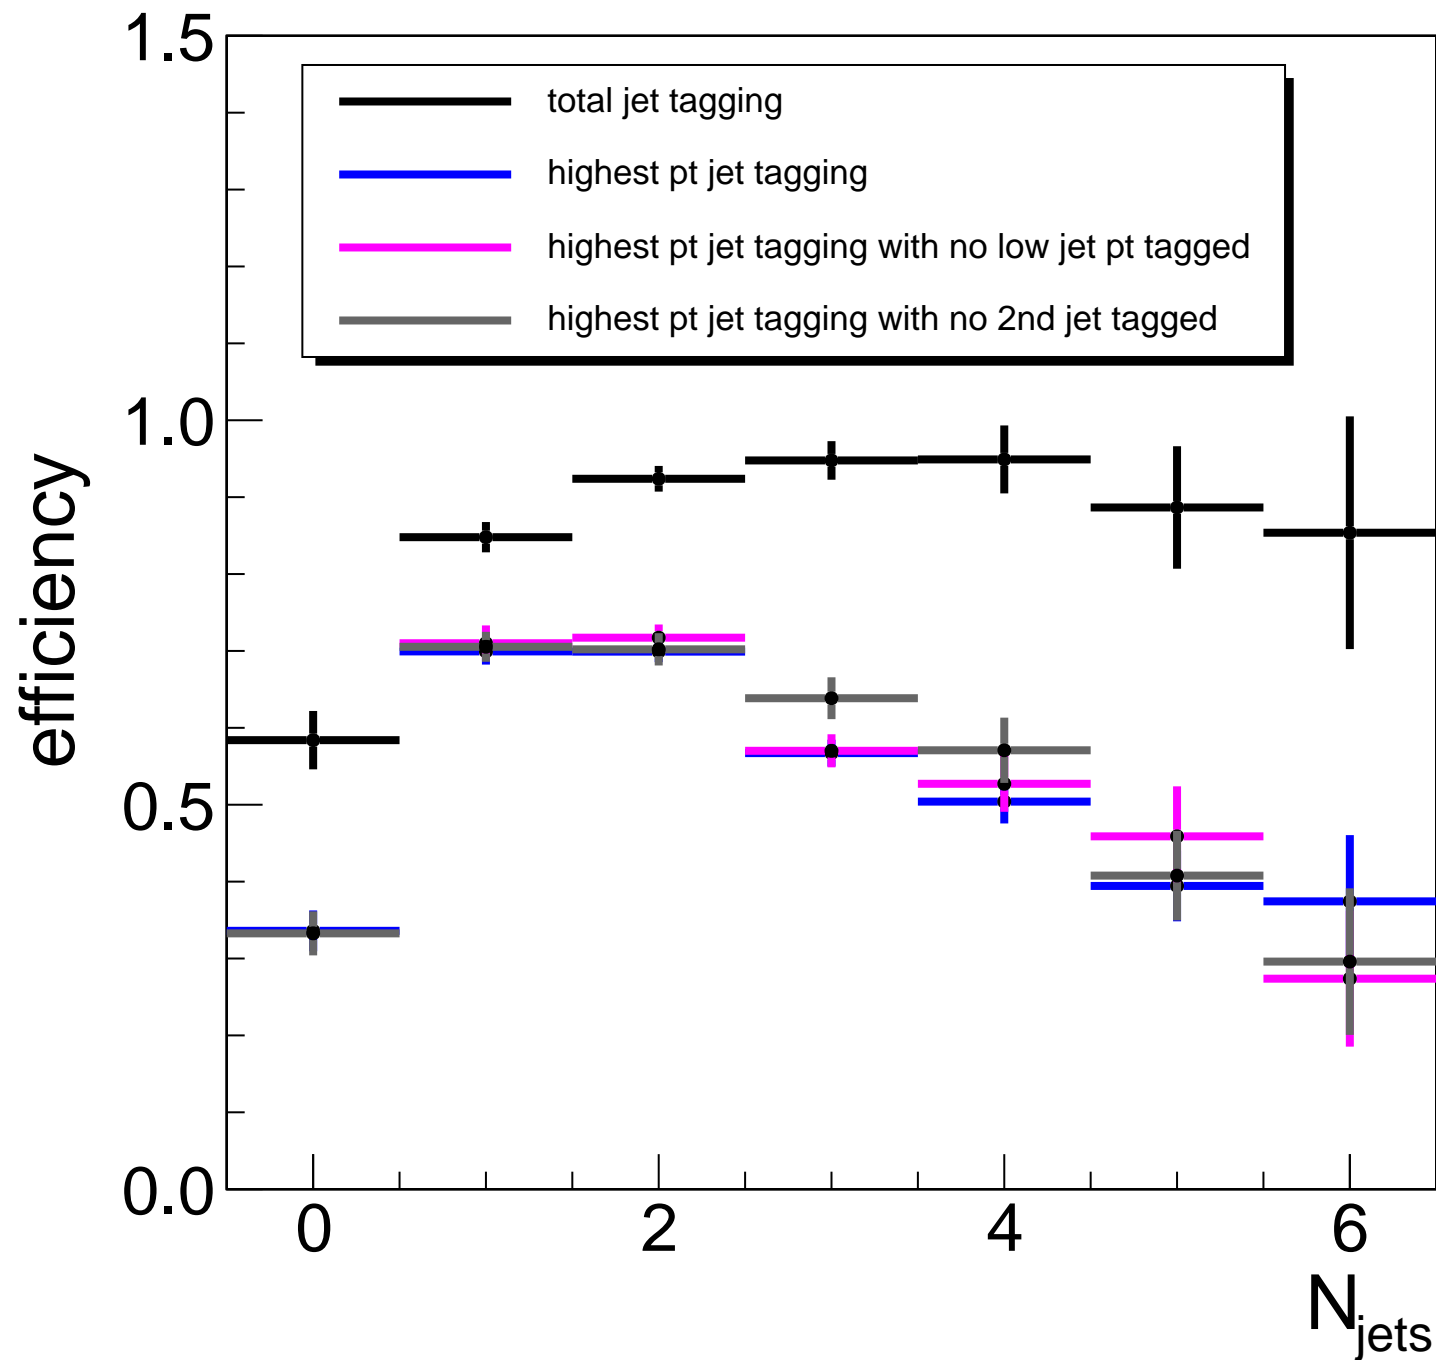 1.5
total jet tagging
highest pt jet tagging
highest pt jet tagging with no low jet pt tagged
highest pt jet tagging with no 2nd jet tagged
1.0
efficiency
0.5
0.0
0 2 4 6
N_jets